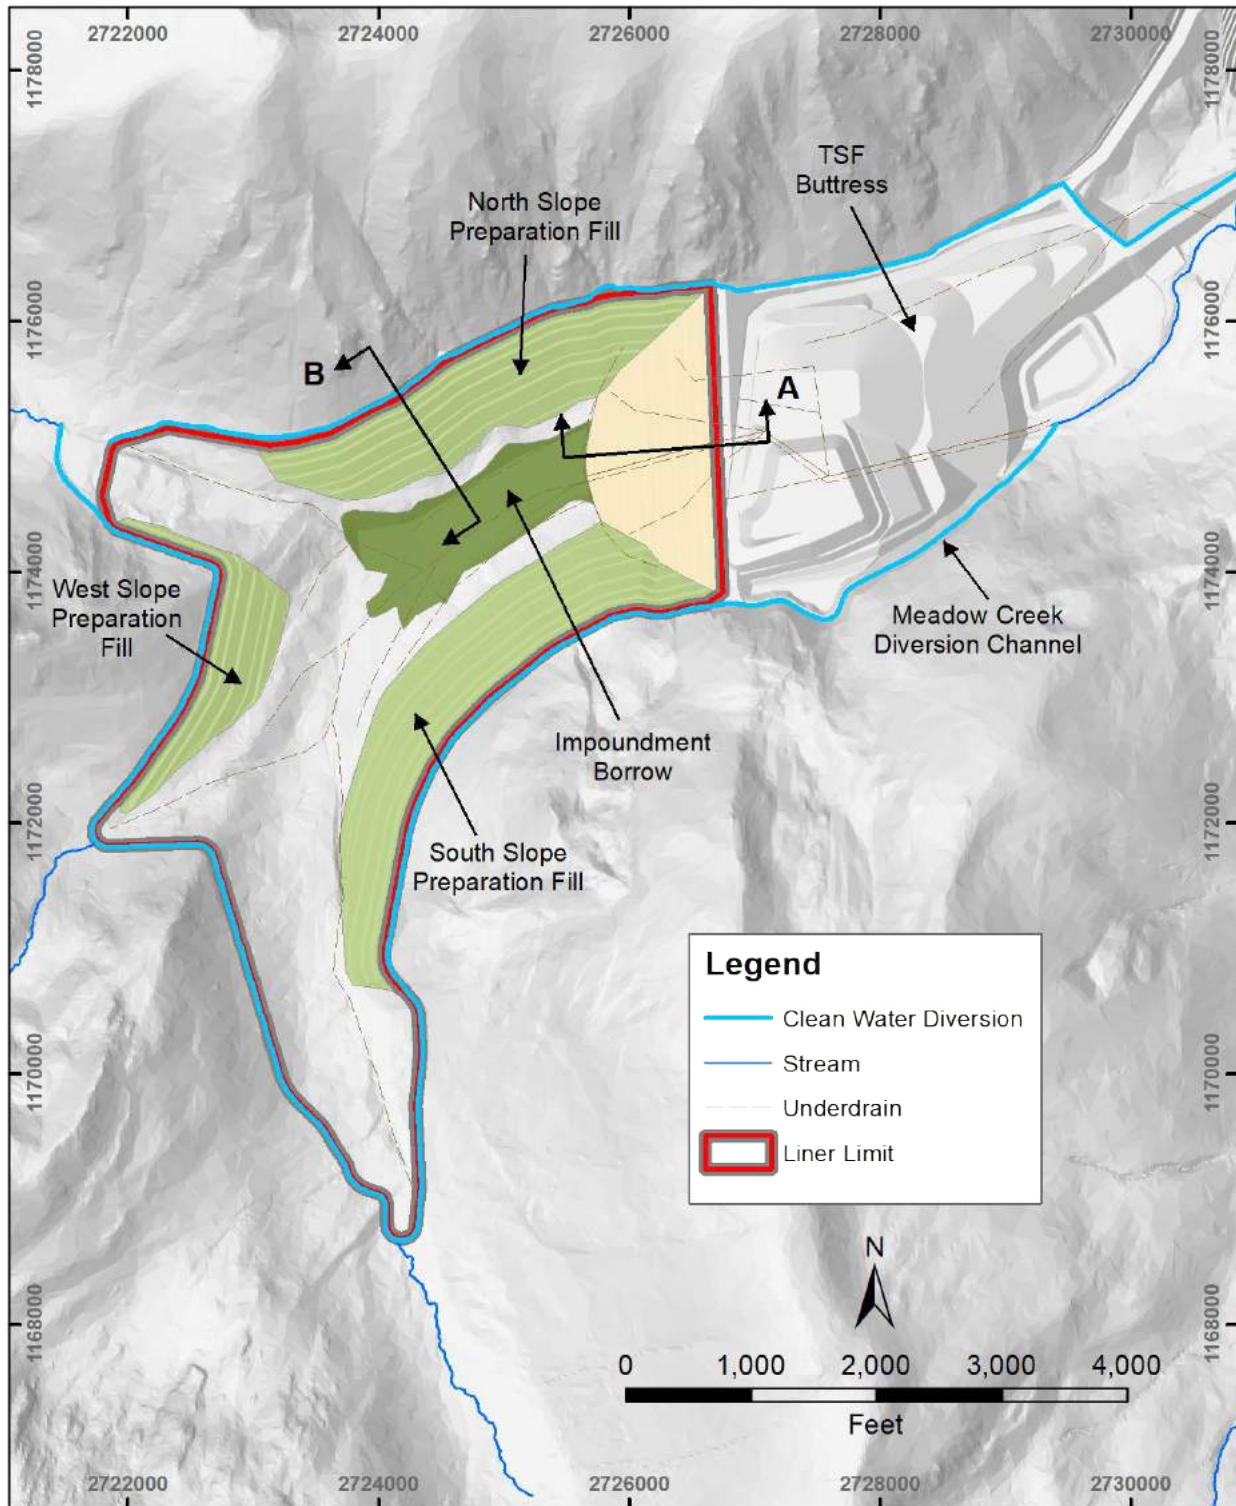 2722000 2724000 2726000 2728000 2730000
1178000
1178000
TSF
Buttress
North Slope
Preparation Fill
1176000
1176000
B
A
1174000
1174000
West Slope
Preparation
Fill
Meadow Creek
Diversion Channel
Impoundment
Borrow
1172000
1172000
South Slope
Preparation Fill
Legend
Clean Water Diversion
Stream
Underdrain
Liner Limit
1170000
1170000
N
1168000
1168000
0 1,000 2,000 3,000 4,000
Feet
2722000 2724000 2726000 2728000 2730000